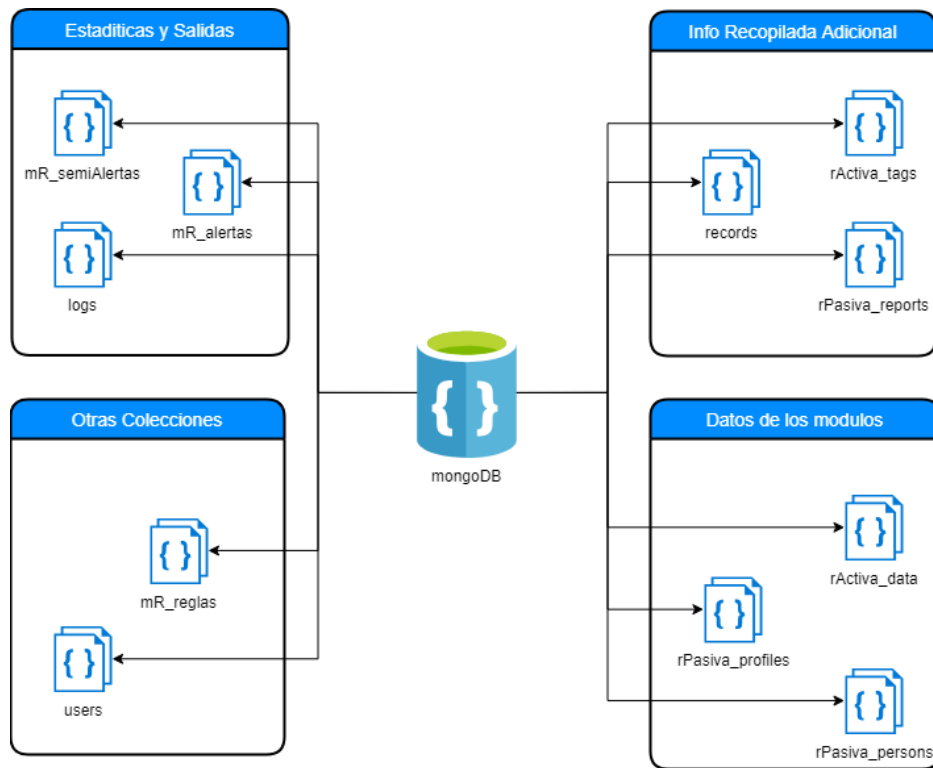 Estadíticas y Salidas
mR_semiAlertas
mR_alertas
logs
Info Recopilada Adicional
rActiva_tags
records
rPasiva_reports
mongoDB
Otras Colecciones
mR_reglas
users
Datos de los modulos
rActiva_data
rPasiva_profiles
rPasiva_persons